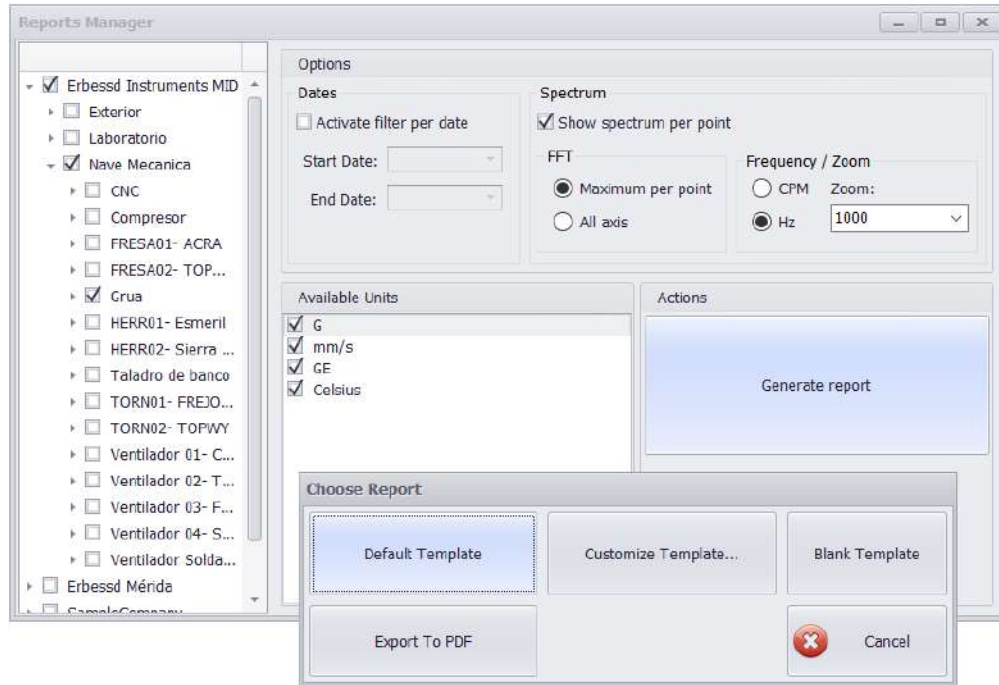 Reports Manager
Erbessd Instruments MID
Exterior
Laboratorio
Nave Mecanica
CNC
Compresor
FRESA01- ACRA
FRESA02- TOP...
Grua
HERR01- Esmeril
HERR02- Sierra ...
Taladro de banco
TORN01- FREJO...
TORN02- TOPWY
Ventilador 01- C...
Ventilador 02- T...
Ventilador 03- F...
Ventilador 04- S...
Ventilador Solda...
Erbessd Mérida
SampleCompany
Options
Dates
Activate filter per date
Start Date:
End Date:
Spectrum
Show spectrum per point
FFT
Maximum per point
All axis
Frequency / Zoom
CPM Zoom:
Hz 1000
Available Units
G
mm/s
GE
Celsius
Actions
Generate report
Choose Report
Default Template
Customize Template...
Blank Template
Export To PDF
Cancel